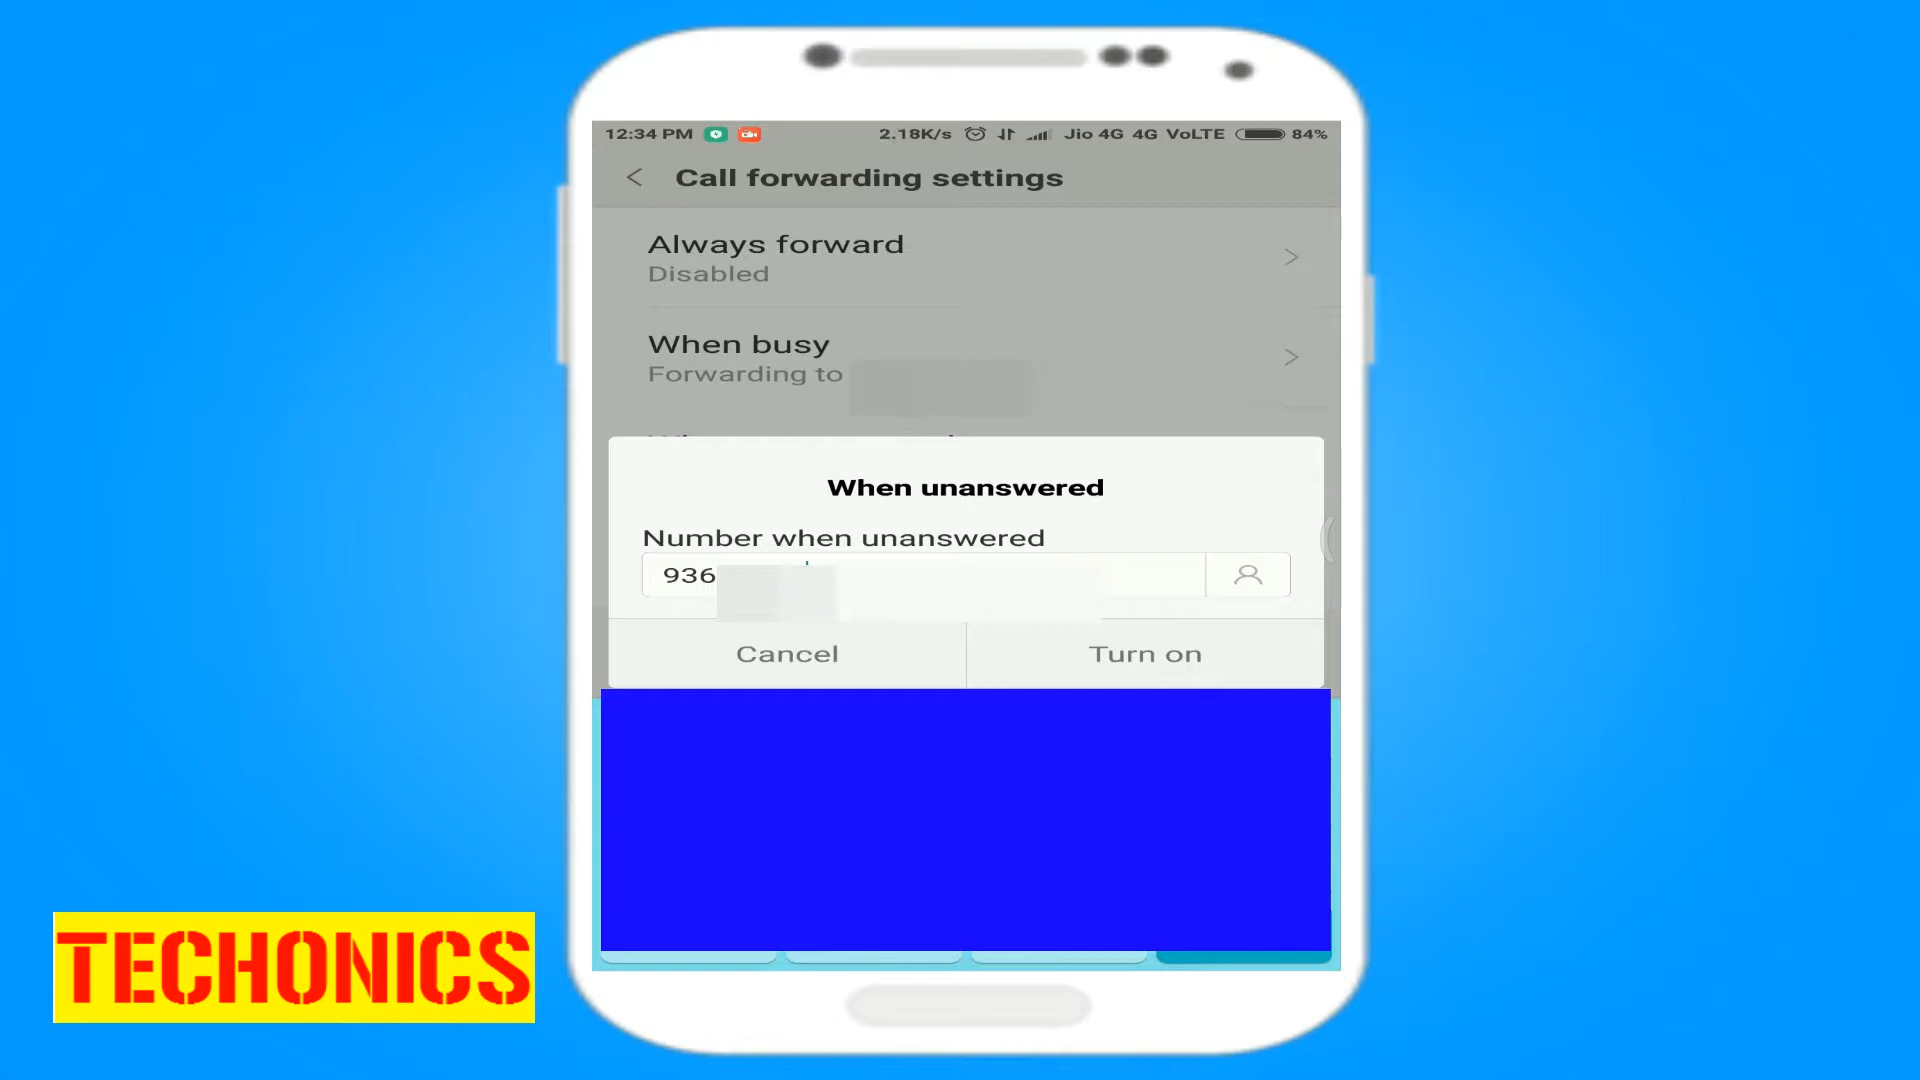 12:34 PM 2.18K/s Jio 4G 4G VoLTE 84%
Call forwarding settings
Always forward
Disabled
When busy
Forwarding to
When unanswered
Number when unanswered
936
Cancel Turn on
TECHONICS